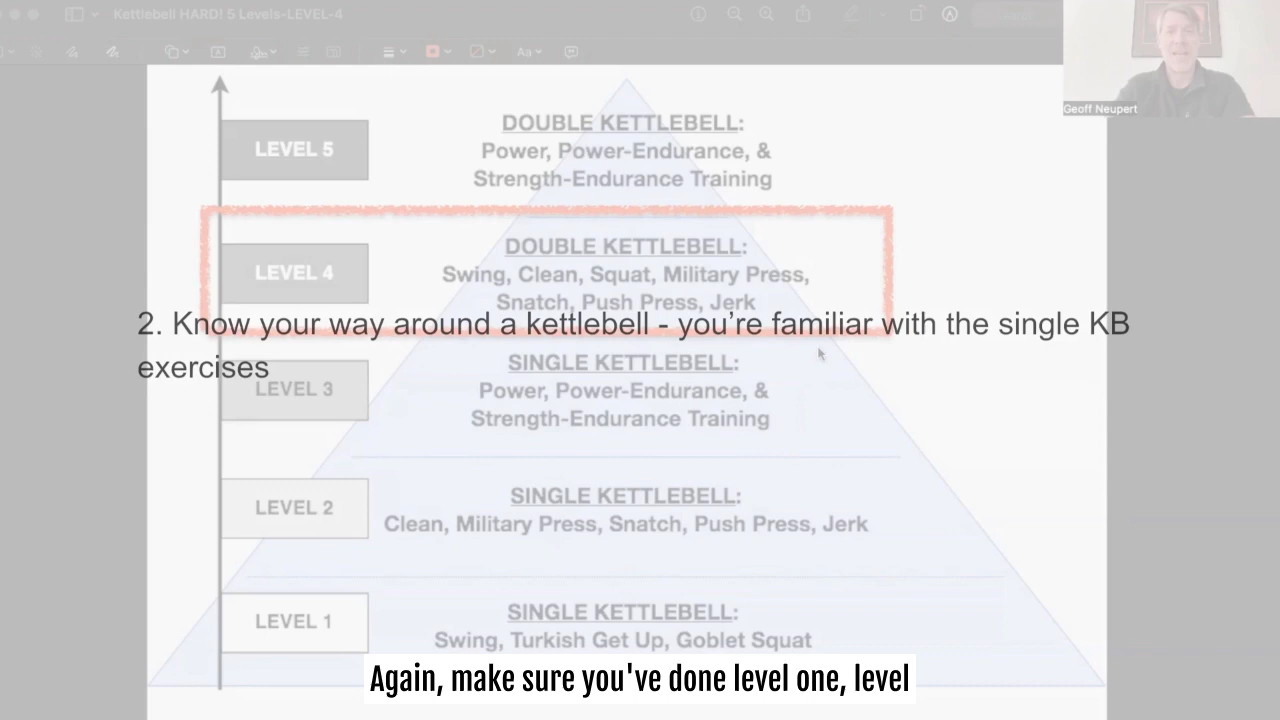 Kettlebell HARD! 5 Levels-LEVEL-4
Aa
Geoff Neupert
LEVEL 5
DOUBLE KETTLEBELL:
Power, Power-Endurance, &
Strength-Endurance Training
LEVEL 4
DOUBLE KETTLEBELL:
Swing, Clean, Squat, Military Press,
Snatch, Push Press, Jerk
2. Know your way around a kettlebell - you’re familiar with the single KB
exercises
LEVEL 3
SINGLE KETTLEBELL:
Power, Power-Endurance, &
Strength-Endurance Training
LEVEL 2
SINGLE KETTLEBELL:
Clean, Military Press, Snatch, Push Press, Jerk
LEVEL 1
SINGLE KETTLEBELL:
Swing, Turkish Get Up, Goblet Squat
Again, make sure you've done level one, level